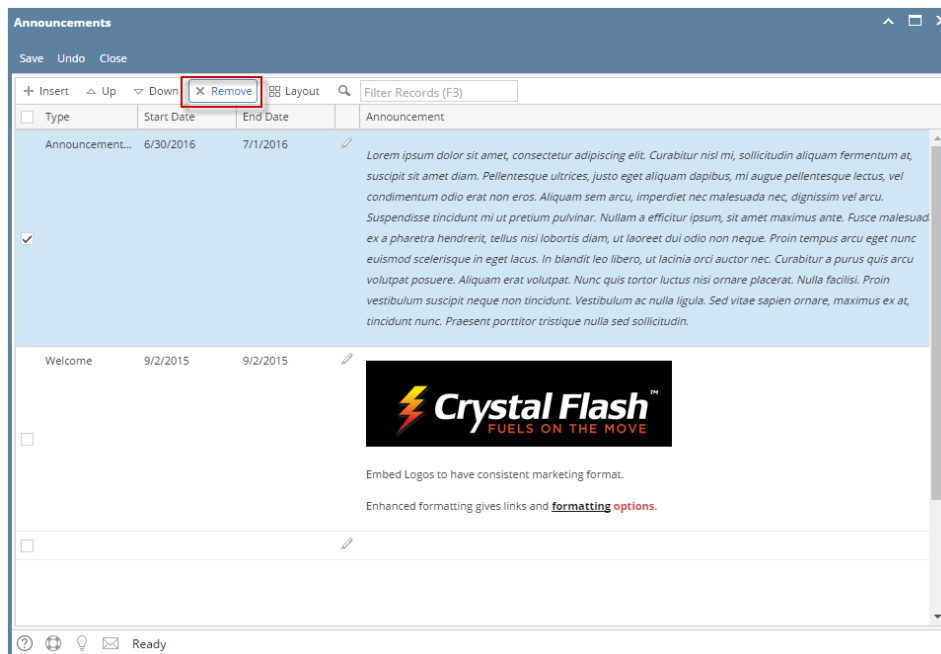 Announcements
Save Undo Close
Insert Up Down Remove Layout Filter Records (F3)
Type Start Date End Date Announcement
Announcement... 6/30/2016 7/1/2016
Lorem ipsum dolor sit amet, consectetur adipiscing elit. Curabitur nisl mi, sollicitudin aliquam fermentum at,
suscipit sit amet diam. Pellentesque ultrices, justo eget aliquam dapibus, mi augue pellentesque lectus, vel
condimentum odio erat non eros. Aliquam sem arcu, imperdiet nec malesuada nec, dignissim vel arcu.
Suspendisse tincidunt mi ut pretium pulvinar. Nullam a efficitur ipsum, sit amet maximus ante. Fusce malesuad
ex a pharetra hendrerit, tellus nisi lobortis diam, ut laoreet dui odio non neque. Proin tempus arcu eget nunc
euismod scelerisque in eget lacus. In blandit leo libero, ut lacinia orci auctor nec. Curabitur a purus quis arcu
volutpat posuere. Aliquam erat volutpat. Nunc quis tortor luctus nisi ornare placerat. Nulla facilisi. Proin
vestibulum suscipit neque non tincidunt. Vestibulum ac nulla ligula. Sed vitae sapien ornare, maximus ex at,
tincidunt nunc. Praesent porttitor tristique nulla sed sollicitudin.
Welcome 9/2/2015 9/2/2015
Crystal Flash™
FUELS ON THE MOVE
Embed Logos to have consistent marketing format.
Enhanced formatting gives links and formatting options.
Ready